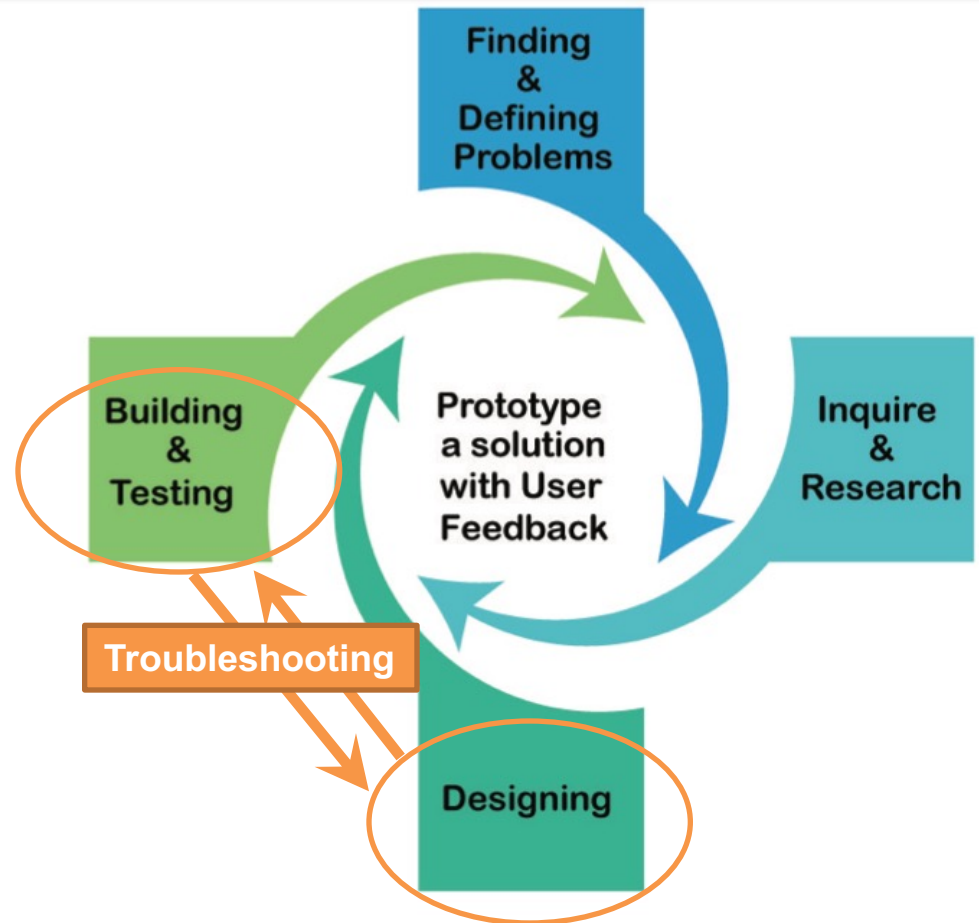 Finding
&
Defining
Problems
Building
&
Testing
Prototype
a solution
with User
Feedback
Inquire
&
Research
Troubleshooting
Designing